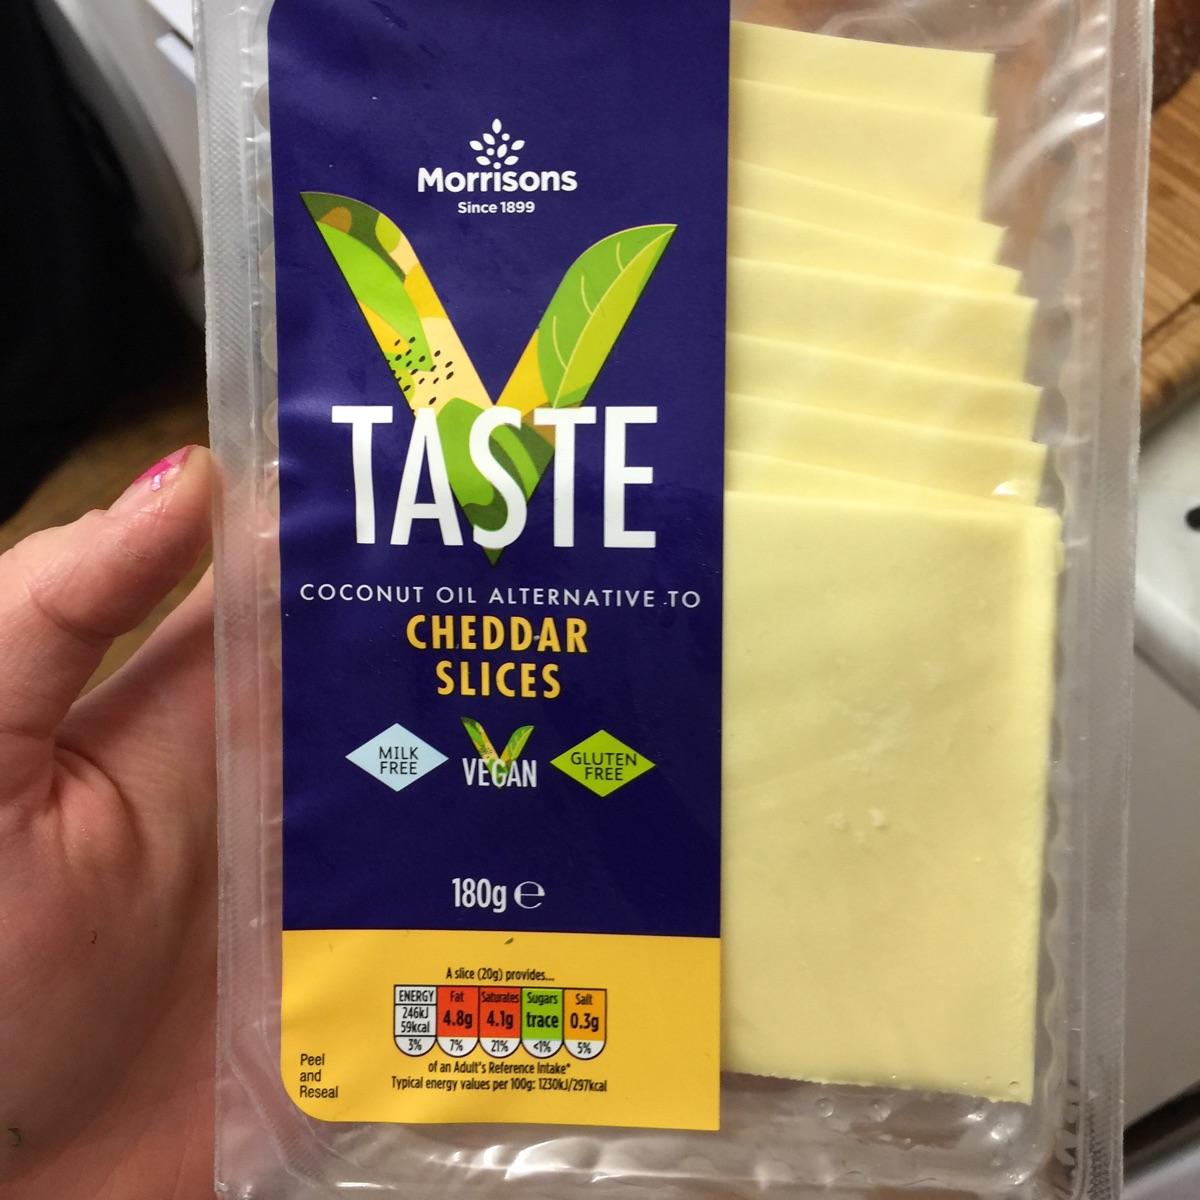 Morrisons
Since 1899
V
TASTE
COCONUT OIL ALTERNATIVE TO
CHEDDAR
SLICES
MILK
FREE
VEGAN
GLUTEN
FREE
180g ℮
A slice (20g) provides...
ENERGY Fat Saturates Sugars Salt
246kJ
59kcal 4.8g 4.1g trace 0.3g
3% 7% 21% <1% 5%
of an Adult's Reference Intake*
Typical energy values per 100g: 1230kJ/297kcal
Peel
and
Reseal